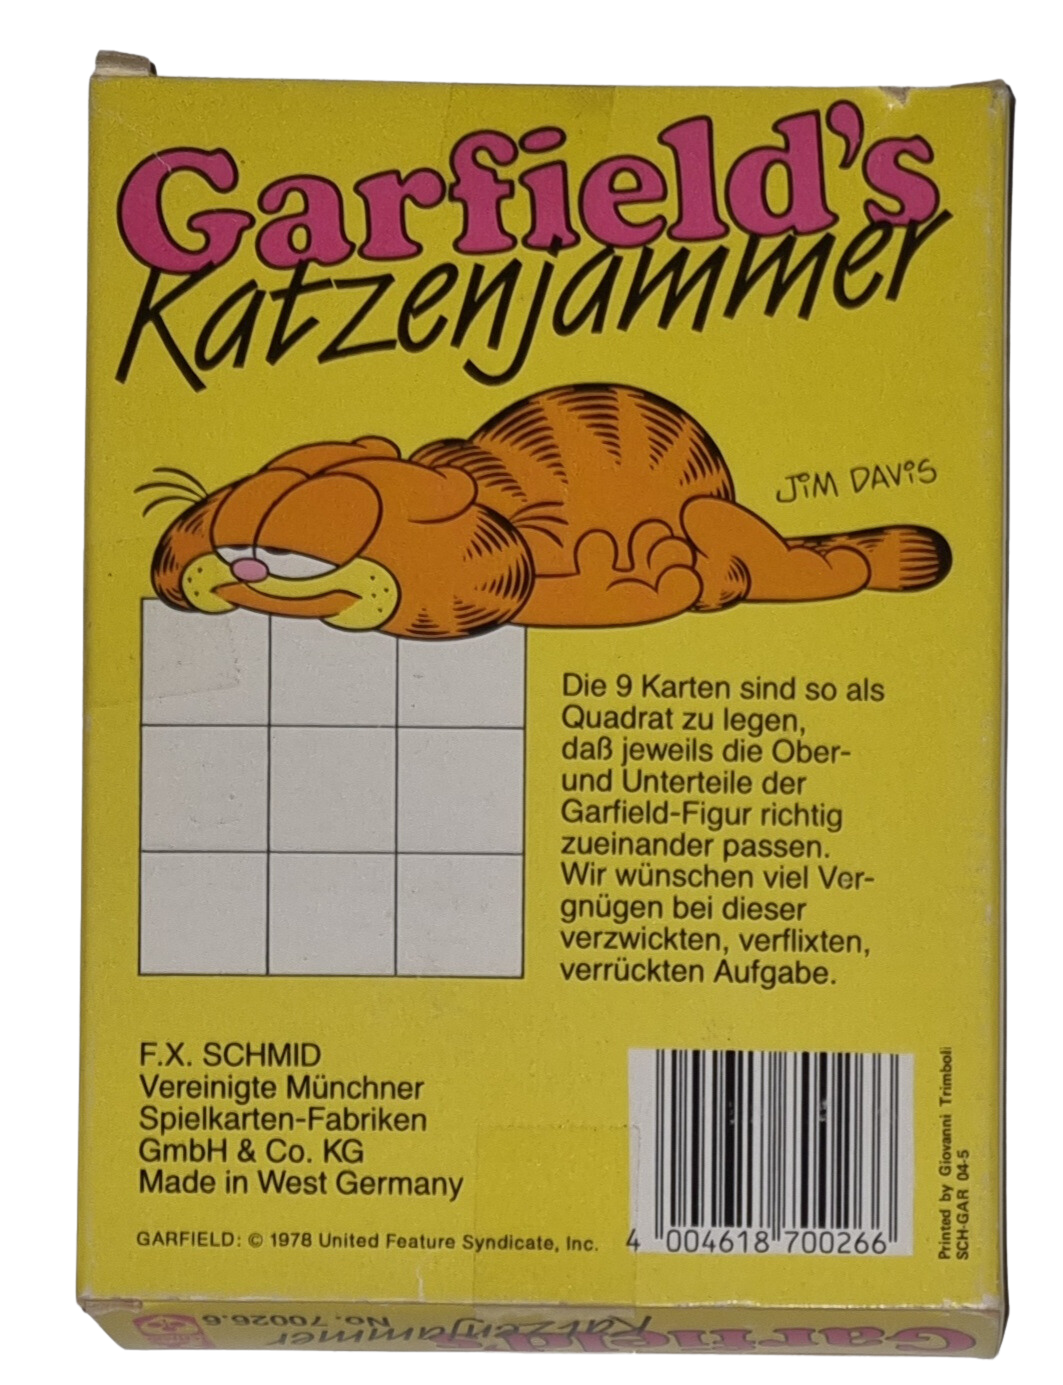 Garfield's
Katzenjammer
JIM DAVIS
Die 9 Karten sind so als
Quadrat zu legen,
daß jeweils die Ober-
und Unterteile der
Garfield-Figur richtig
zueinander passen.
Wir wünschen viel Ver-
gnügen bei dieser
verzwickten, verflixten,
verrückten Aufgabe.
F.X. SCHMID
Vereinigte Münchner
Spielkarten-Fabriken
GmbH & Co. KG
Made in West Germany
GARFIELD: © 1978 United Feature Syndicate, Inc.
4 004618 700266
Printed by Giovanni Trimboli
SCH-GAR 04-5
Garfield's
Katzenjammer
No. 70026.6